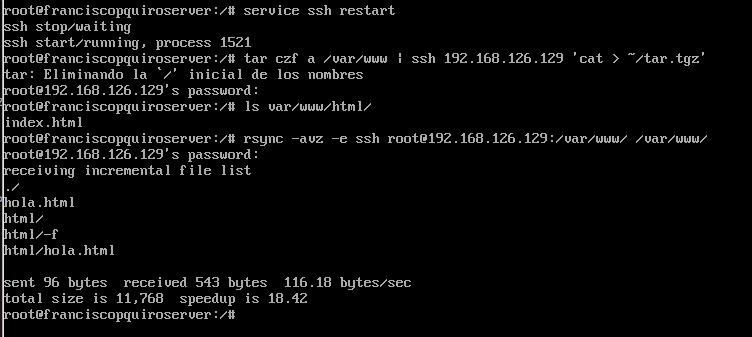 root@franciscopquiroserver:/# service ssh restart
ssh stop/waiting
ssh start/running, process 1521
root@franciscopquiroserver:/# tar czf a /var/www | ssh 192.168.126.129 'cat > ~/tar.tgz'
tar: Eliminando la `/' inicial de los nombres
root@192.168.126.129's password:
root@franciscopquiroserver:/# ls var/www/html/
index.html
root@franciscopquiroserver:/# rsync -avz -e ssh root@192.168.126.129:/var/www/ /var/www/
root@192.168.126.129's password:
receiving incremental file list
./
hola.html
html/
html/-f
html/hola.html
sent 96 bytes  received 543 bytes  116.18 bytes/sec
total size is 11,768  speedup is 18.42
root@franciscopquiroserver:/#